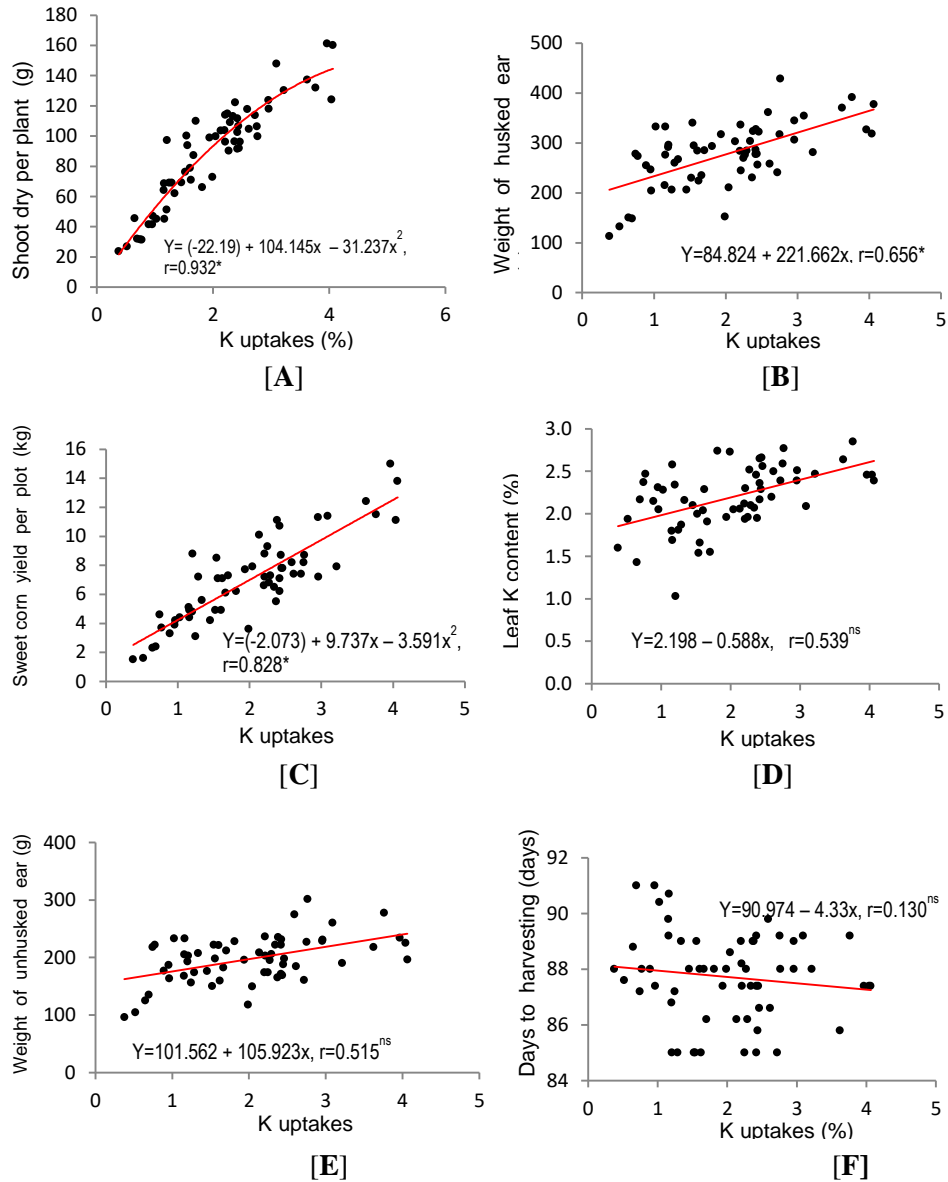 Shoot dry per plant (g)
180
160
140
120
100
80
60
40
20
0
Y= (-22.19) + 104.145x – 31.237x²,
r=0.932*
0 2 4 6
K uptakes (%)
[A]
Weight of husked ear
500
400
300
200
100
0
Y=84.824 + 221.662x, r=0.656*
0 1 2 3 4 5
K uptakes
[B]
Sweet corn yield per plot (kg)
16
14
12
10
8
6
4
2
0
Y=(-2.073) + 9.737x – 3.591x²,
r=0.828*
0 1 2 3 4 5
K uptakes
[C]
Leaf K content (%)
3.0
2.5
2.0
1.5
1.0
0.5
0.0
Y=2.198 – 0.588x, r=0.539ns
0 1 2 3 4 5
K uptakes
[D]
Weight of unhusked ear (g)
400
300
200
100
0
Y=101.562 + 105.923x, r=0.515ns
0 1 2 3 4 5
K uptakes
[E]
Days to harvesting (days)
92
90
88
86
84
Y=90.974 – 4.33x, r=0.130ns
0 1 2 3 4 5
K uptakes (%)
[F]